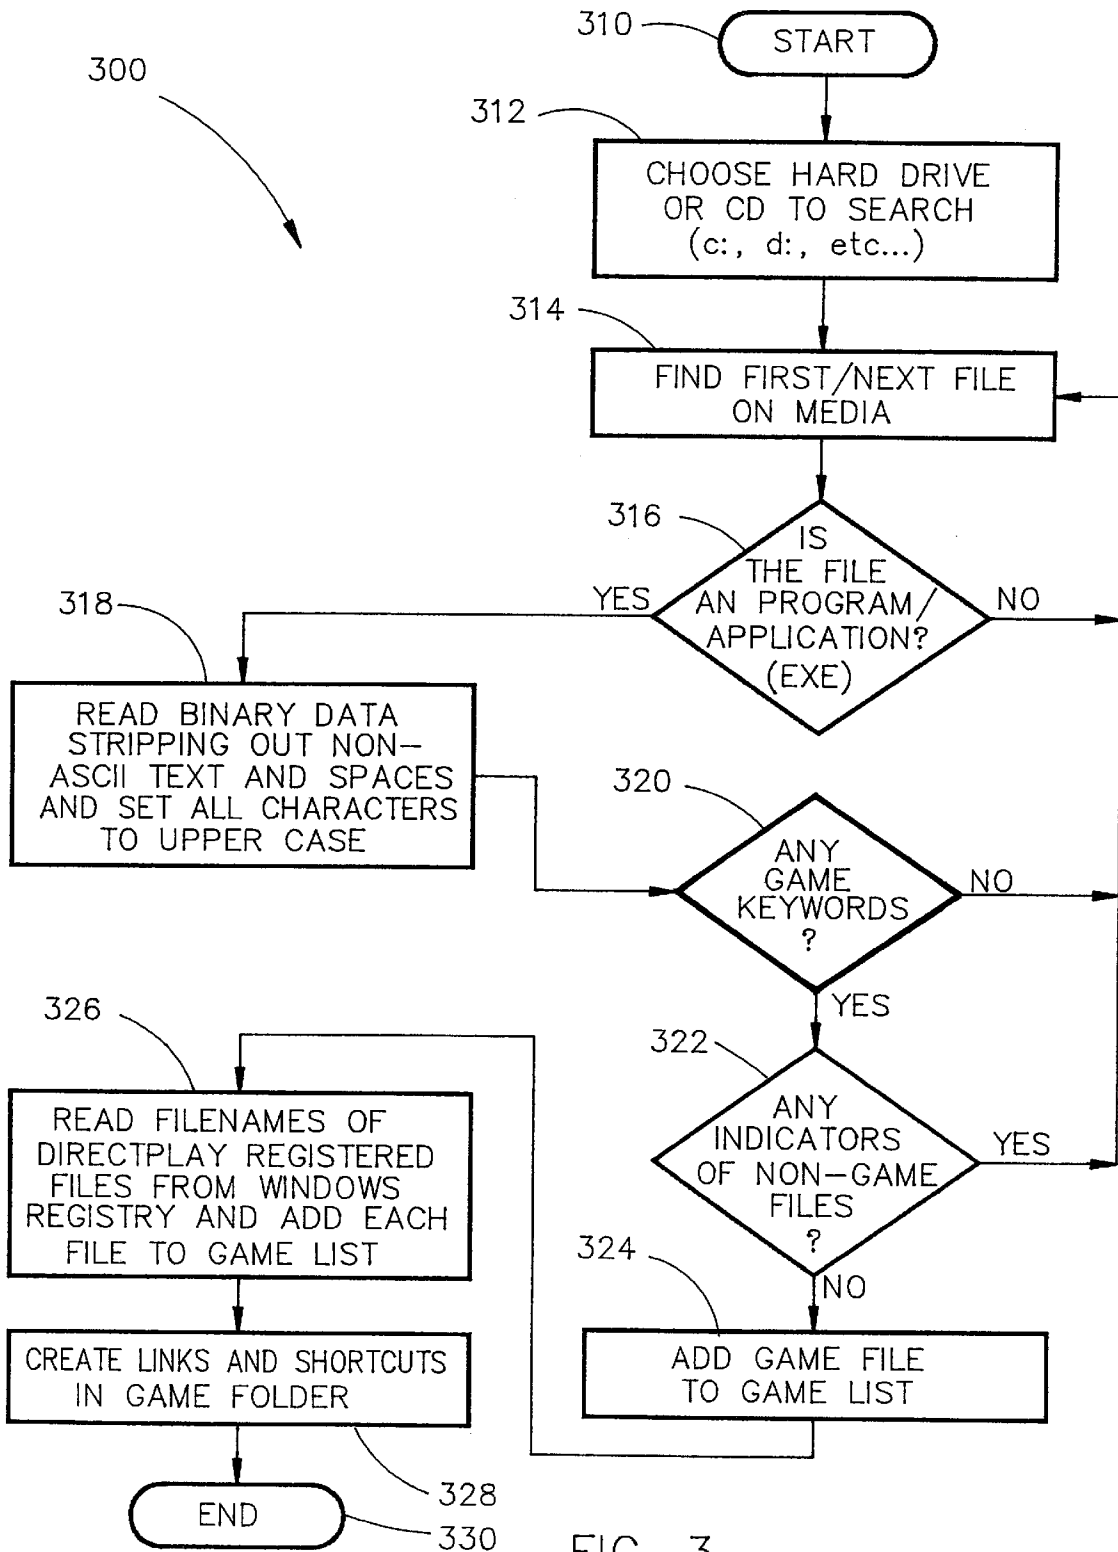 310
START
300
312
CHOOSE HARD DRIVE
OR CD TO SEARCH
(c:, d:, etc...)
314
FIND FIRST/NEXT FILE
ON MEDIA
316
IS
THE FILE
AN PROGRAM/
APPLICATION?
(EXE)
YES
NO
318
READ BINARY DATA
STRIPPING OUT NON-
ASCII TEXT AND SPACES
AND SET ALL CHARACTERS
TO UPPER CASE
320
ANY
GAME
KEYWORDS
?
NO
YES
322
ANY
INDICATORS
OF NON-GAME
FILES
?
YES
NO
324
ADD GAME FILE
TO GAME LIST
326
READ FILENAMES OF
DIRECTPLAY REGISTERED
FILES FROM WINDOWS
REGISTRY AND ADD EACH
FILE TO GAME LIST
CREATE LINKS AND SHORTCUTS
IN GAME FOLDER
328
END
330
FIG. 3